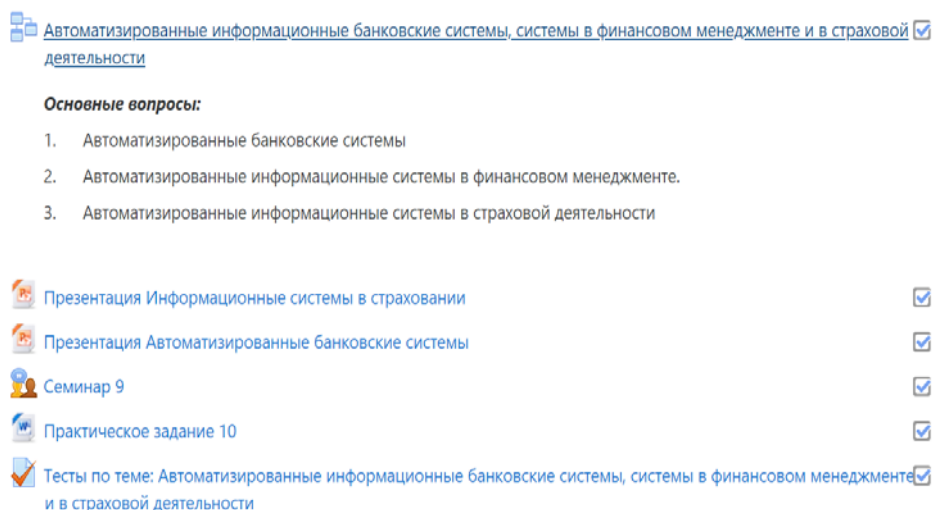 Автоматизированные информационные банковские системы, системы в финансовом менеджменте и в страховой
деятельности
Основные вопросы:
1. Автоматизированные банковские системы
2. Автоматизированные информационные системы в финансовом менеджменте.
3. Автоматизированные информационные системы в страховой деятельности
Презентация Информационные системы в страховании
Презентация Автоматизированные банковские системы
Семинар 9
Практическое задание 10
Тесты по теме: Автоматизированные информационные банковские системы, системы в финансовом менеджменте
и в страховой деятельности